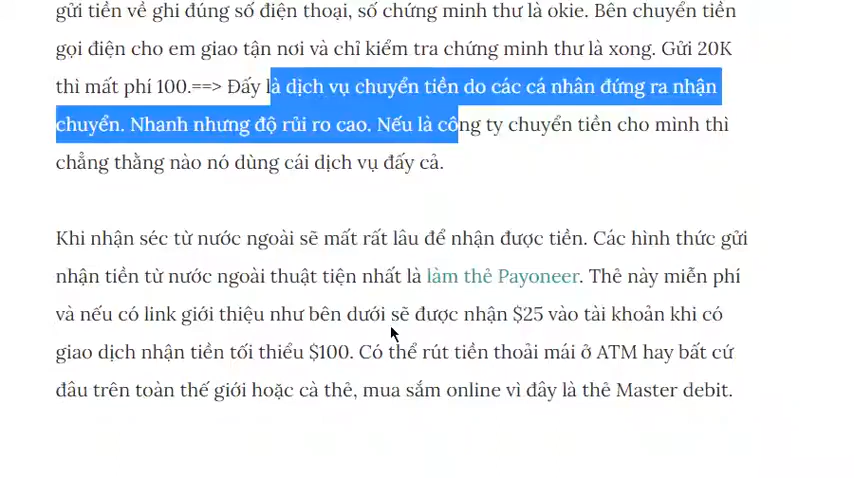 gửi tiền về ghi đúng số điện thoại, số chứng minh thư là okie. Bên chuyển tiền
gọi điện cho em giao tận nơi và chỉ kiểm tra chứng minh thư là xong. Gửi 20K
thì mất phí 100.==> Đấy là dịch vụ chuyển tiền do các cá nhân đứng ra nhận
chuyển. Nhanh nhưng độ rủi ro cao. Nếu là công ty chuyển tiền cho mình thì
chẳng thằng nào nó dùng cái dịch vụ đấy cả.
Khi nhận séc từ nước ngoài sẽ mất rất lâu để nhận được tiền. Các hình thức gửi
nhận tiền từ nước ngoài thuật tiện nhất là làm thẻ Payoneer. Thẻ này miễn phí
và nếu có link giới thiệu như bên dưới sẽ được nhận $25 vào tài khoản khi có
giao dịch nhận tiền tối thiểu $100. Có thể rút tiền thoải mái ở ATM hay bất cứ
đâu trên toàn thế giới hoặc cà thẻ, mua sắm online vì đây là thẻ Master debit.